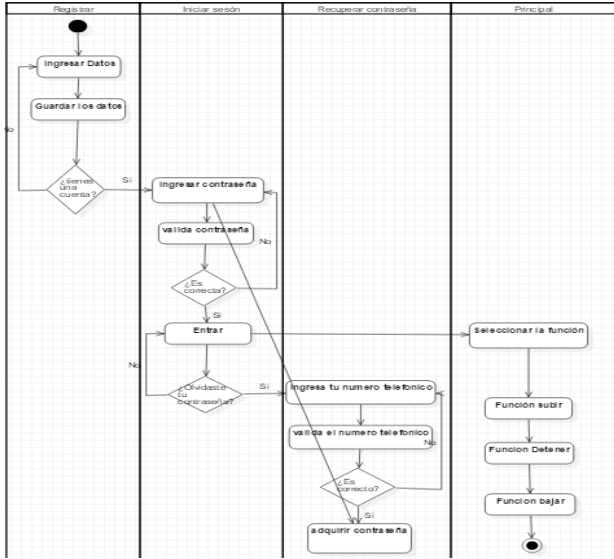 Registrar
Iniciar sesón
Recuperar contraseña
Principal
Ingresar Datos
Guardar los datos
No
¿tienes
una
cuenta?
Si
Ingresar contraseña
valida contraseña
No
¿Es
correcta?
Si
Entrar
No
¿Olvidaste
tu
contraseña?
Si
Ingresa tu numero telefonico
valida el numero telefonico
No
¿Es
correcto?
Si
adquirir contraseña
Seleccionar la función
Función subir
Funcion Detener
Funcion bajar